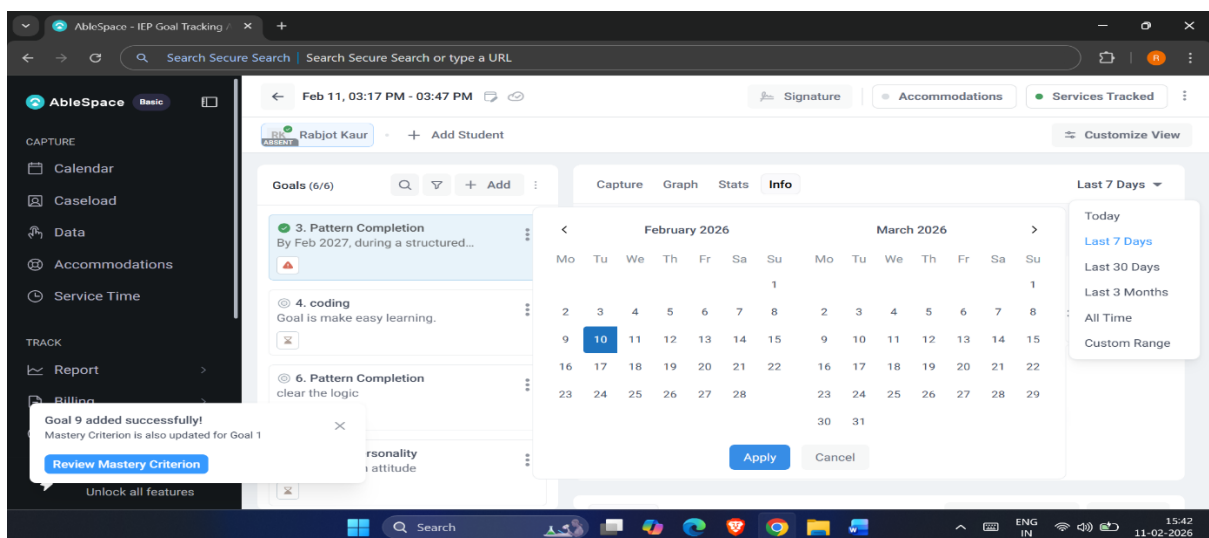 AbleSpace - IEP Goal Tracking /
Search Secure Search | Search Secure Search or type a URL
R
AbleSpace Basic
CAPTURE
Calendar
Caseload
Data
Accommodations
Service Time
TRACK
Report
Billing
Goal 9 added successfully!
Mastery Criterion is also updated for Goal 1
Review Mastery Criterion
Unlock all features
Feb 11, 03:17 PM - 03:47 PM
Signature
Accommodations
Services Tracked
RK ABSENT Rabjot Kaur
+ Add Student
Customize View
Goals (6/6)
+ Add
3. Pattern Completion
By Feb 2027, during a structured...
4. coding
Goal is make easy learning.
6. Pattern Completion
clear the logic
rsonality
attitude
Capture Graph Stats Info
Last 7 Days
February 2026
Mo Tu We Th Fr Sa Su
1
2 3 4 5 6 7 8
9 10 11 12 13 14 15
16 17 18 19 20 21 22
23 24 25 26 27 28
March 2026
Mo Tu We Th Fr Sa Su
1
2 3 4 5 6 7 8
9 10 11 12 13 14 15
16 17 18 19 20 21 22
23 24 25 26 27 28 29
30 31
Apply
Cancel
Today
Last 7 Days
Last 30 Days
Last 3 Months
All Time
Custom Range
Search
ENG
IN
15:42
11-02-2026